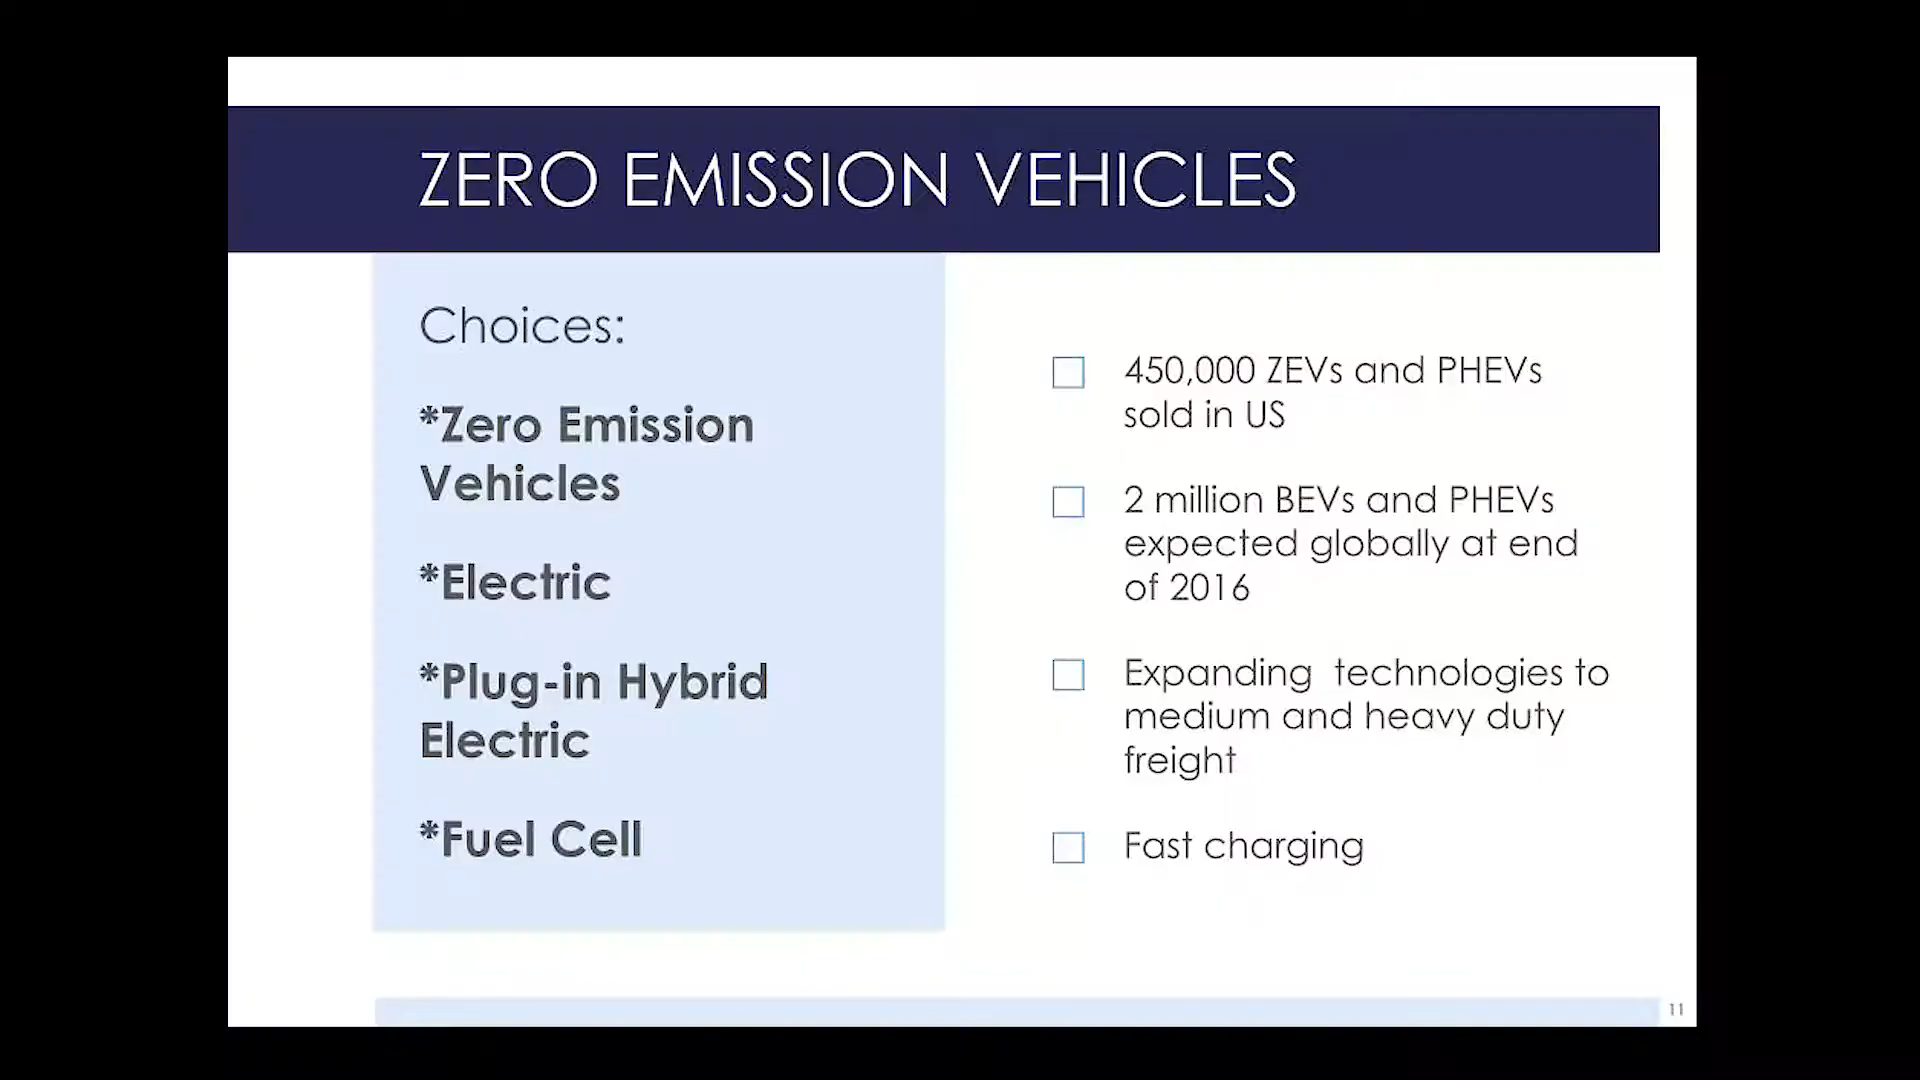 ZERO EMISSION VEHICLES
Choices:
*Zero Emission
Vehicles
*Electric
*Plug-in Hybrid
Electric
*Fuel Cell
450,000 ZEVs and PHEVs
sold in US
2 million BEVs and PHEVs
expected globally at end
of 2016
Expanding  technologies to
medium and heavy duty
freight
Fast charging
11